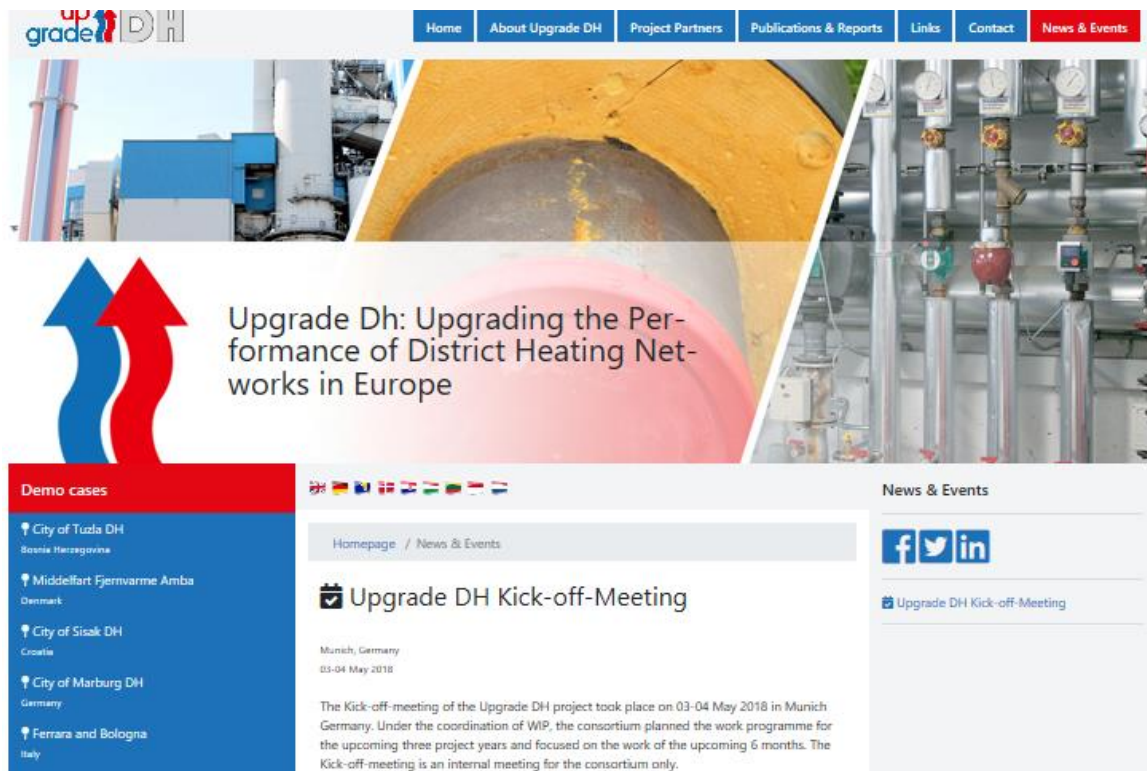 up
grade DH
Home
About Upgrade DH
Project Partners
Publications & Reports
Links
Contact
News & Events
Upgrade Dh: Upgrading the Per-
formance of District Heating Net-
works in Europe
Demo cases
City of Tuzla DH
Bosnia Herzegovina
Middelfart Fjernvarme Amba
Denmark
City of Sisak DH
Croatia
City of Marburg DH
Germany
Ferrara and Bologna
Italy
Homepage / News & Events
Upgrade DH Kick-off-Meeting
Munich, Germany
03-04 May 2018
The Kick-off-meeting of the Upgrade DH project took place on 03-04 May 2018 in Munich
Germany. Under the coordination of WIP, the consortium planned the work programme for
the upcoming three project years and focused on the work of the upcoming 6 months. The
Kick-off-meeting is an internal meeting for the consortium only.
News & Events
Upgrade DH Kick-off-Meeting